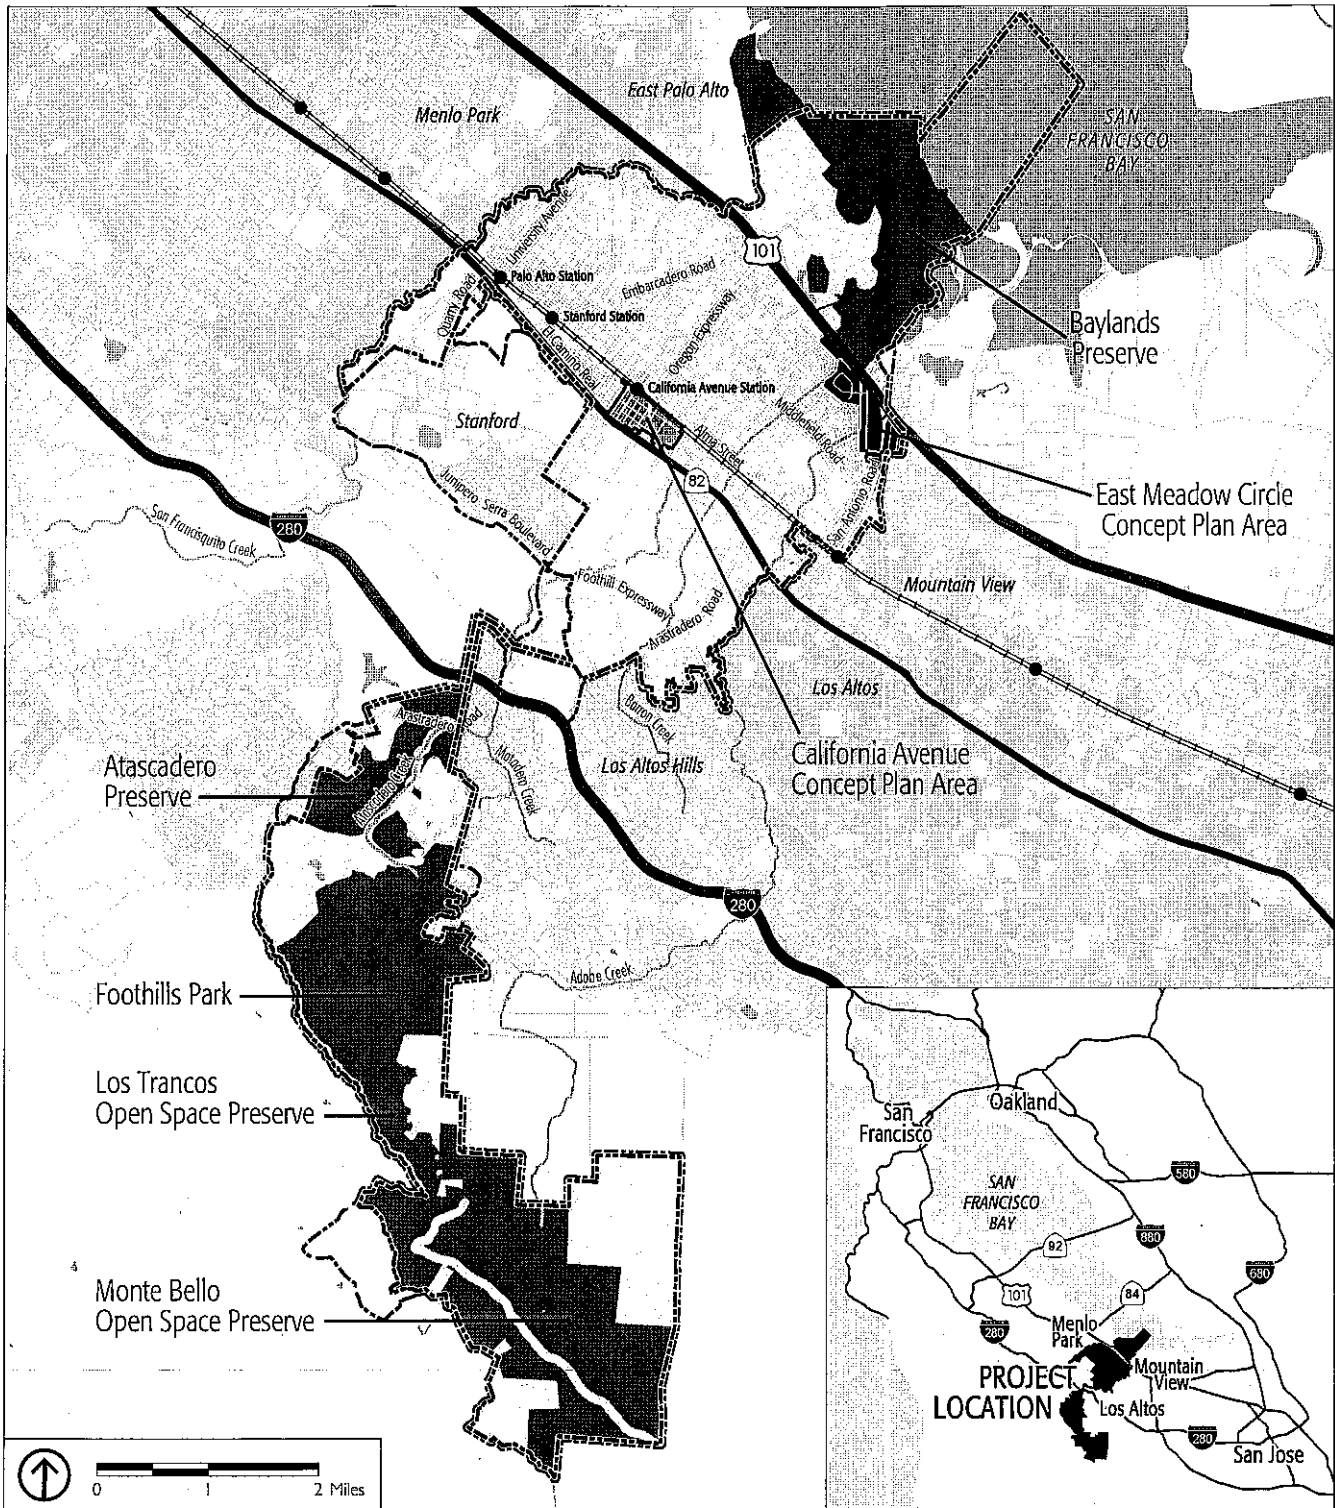 Menlo Park
East Palo Alto
SAN
FRANCISCO
BAY
University Avenue
101
Palo Alto Station
Embarcadero Road
Quarry Road
Stanford Station
Oregon Expressway
El Camino Real
Baylands
Preserve
California Avenue Station
Stanford
Middlefield Road
Alma Street
82
San Antonio Road
East Meadow Circle
Concept Plan Area
Junipero Serra Boulevard
280
San Francisquito Creek
Foothill Expressway
Mountain View
Arastradero Road
Los Altos
Barron Creek
Arastradero Road
California Avenue
Concept Plan Area
Los Altos Hills
Matadero Creek
Atascadero
Preserve
280
Adobe Creek
Foothills Park
Los Trancos
Open Space Preserve
Monte Bello
Open Space Preserve
0 1 2 Miles
San
Francisco
Oakland
580
SAN
FRANCISCO
BAY
92
880
680
101
84
280
Menlo
Park
PROJECT
LOCATION
Mountain
View
Los Altos
280
San Jose